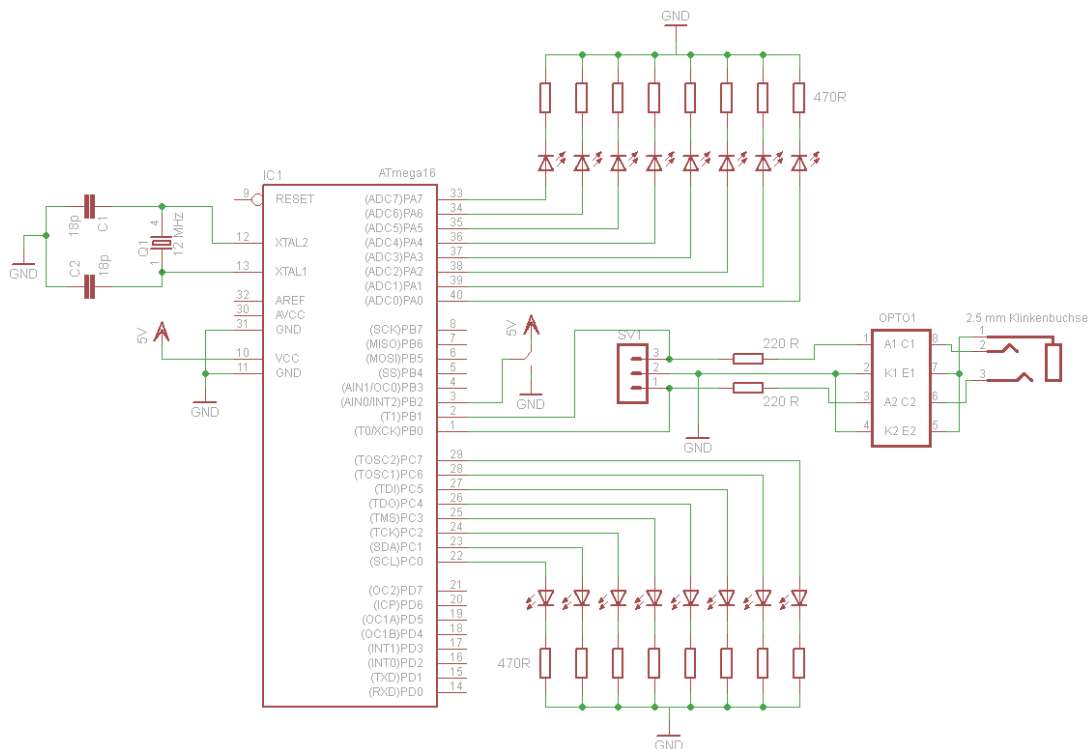 GND
470R
IC1
ATmega16
18p
C1
Q1
12 MHz
4
1
C2
18p
GND
5V
GND
9
12
13
32
30
31
10
11
RESET
XTAL2
XTAL1
AREF
AVCC
GND
VCC
GND
(ADC7)PA7 33
(ADC6)PA6 34
(ADC5)PA5 35
(ADC4)PA4 36
(ADC3)PA3 37
(ADC2)PA2 38
(ADC1)PA1 39
(ADC0)PA0 40
(SCK)PB7 8
(MISO)PB6 7
(MOSI)PB5 6
(SS)PB4 5
(AIN1/OC0)PB3 4
(AIN0/INT2)PB2 3
(T1)PB1 2
(T0/XCK)PB0 1
(TOSC2)PC7 29
(TOSC1)PC6 28
(TDI)PC5 27
(TDO)PC4 26
(TMS)PC3 25
(TCK)PC2 24
(SDA)PC1 23
(SCL)PC0 22
(OC2)PD7 21
(ICP)PD6 20
(OC1A)PD5 19
(OC1B)PD4 18
(INT1)PD3 17
(INT0)PD2 16
(TXD)PD1 15
(RXD)PD0 14
5V
GND
SV1
3
2
1
220 R
220 R
GND
OPTO1
1 A1 C1 8
2 K1 E1 7
3 A2 C2 6
4 K2 E2 5
2.5 mm Klinkenbuchse
1
2
3
470R
GND